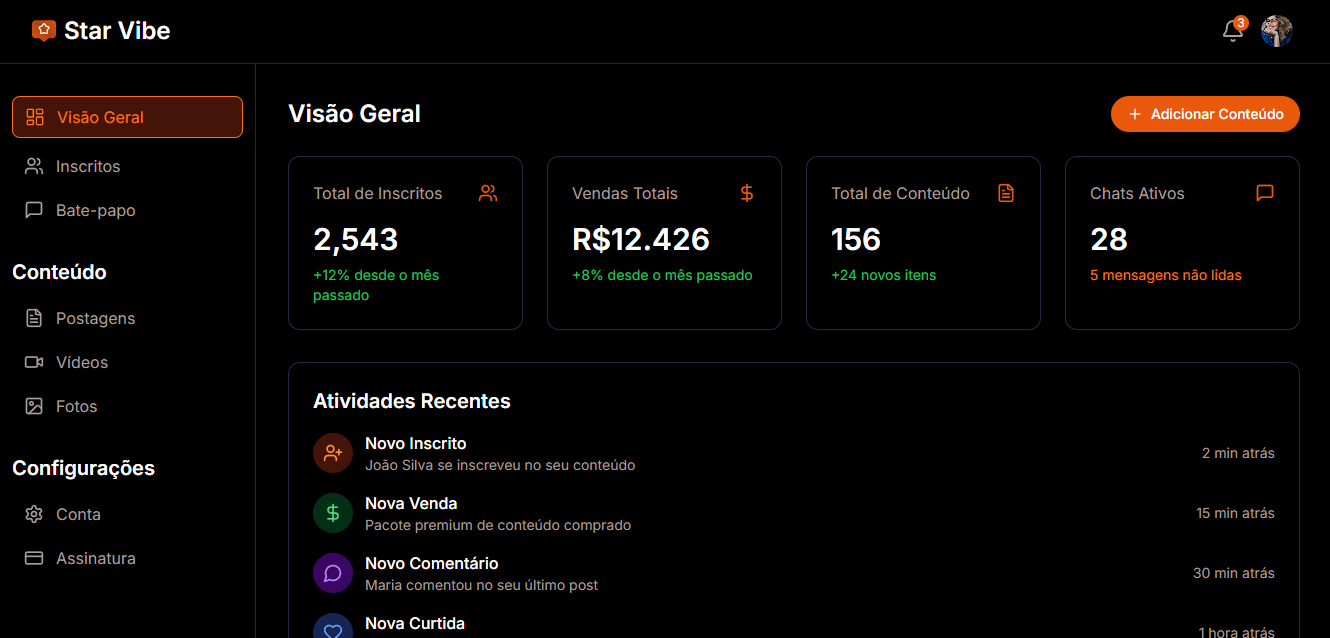 Star Vibe
3
Visão Geral
Inscritos
Bate-papo
Conteúdo
Postagens
Vídeos
Fotos
Configurações
Conta
Assinatura
Visão Geral
+ Adicionar Conteúdo
Total de Inscritos
2,543
+12% desde o mês
passado
Vendas Totais
$
R$12.426
+8% desde o mês passado
Total de Conteúdo
156
+24 novos itens
Chats Ativos
28
5 mensagens não lidas
Atividades Recentes
Novo Inscrito
João Silva se inscreveu no seu conteúdo
2 min atrás
$
Nova Venda
Pacote premium de conteúdo comprado
15 min atrás
Novo Comentário
Maria comentou no seu último post
30 min atrás
Nova Curtida
1 hora atrás